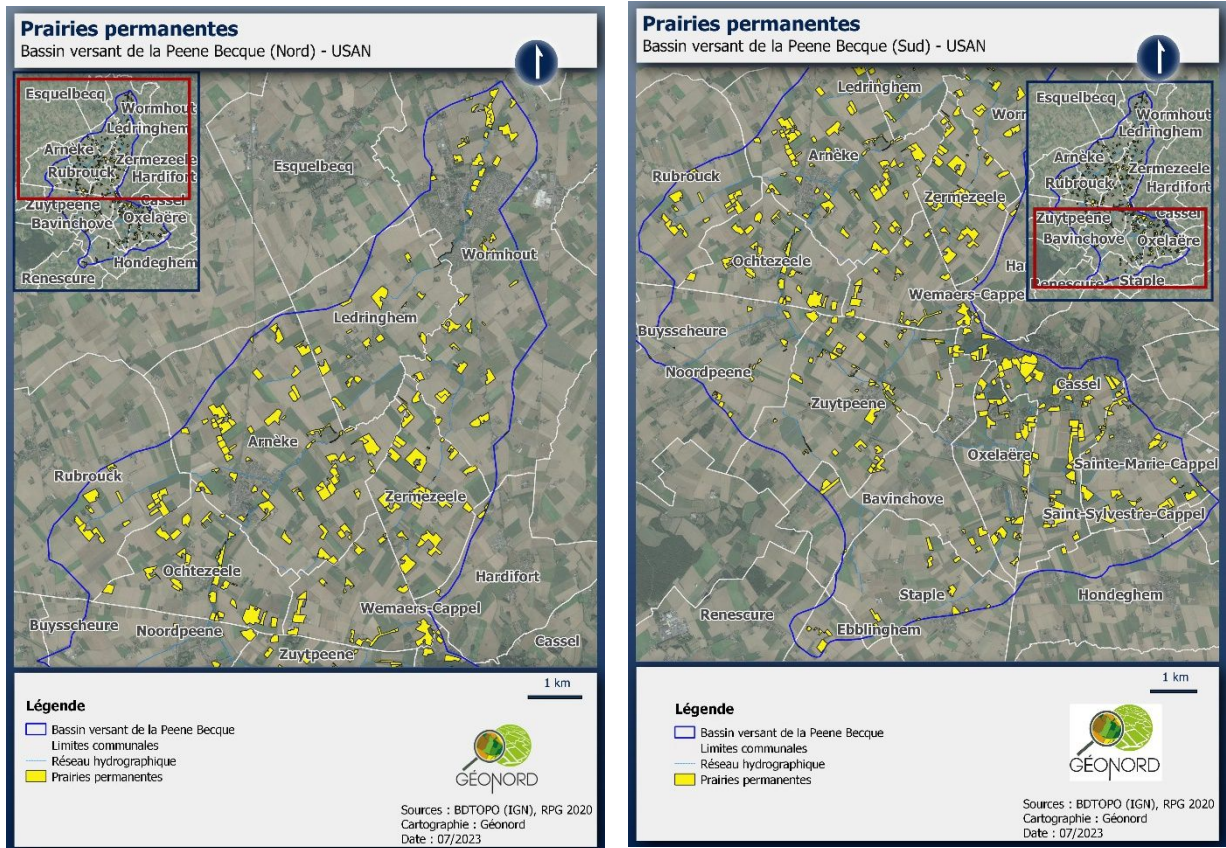 Prairies permanentes
Bassin versant de la Peene Becque (Nord) - USAN
Esquelbecq
Wormhout
Ledringhem
Arnèke
Zermezeele
Rubrouck
Hardifort
Cassel
Zuytpeene
Oxelaëre
Bavinchove
Hondeghem
Renescure
Esquelbecq
Wormhout
Ledringhem
Arnèke
Rubrouck
Zermezeele
Ochtezeele
Hardifort
Wemaers-Cappel
Buysscheure
Noordpeene
Cassel
Zuytpeene
1 km
Légende
Bassin versant de la Peene Becque
Limites communales
Réseau hydrographique
Prairies permanentes
GÉONORD
Sources : BDTOPO (IGN), RPG 2020
Cartographie : Géonord
Date : 07/2023
Prairies permanentes
Bassin versant de la Peene Becque (Sud) - USAN
Esquelbecq
Wormhout
Ledringhem
Arnèke
Zermezeele
Rubrouck
Hardifort
Zuytpeene
Cassel
Bavinchove
Oxelaëre
Renescure
Staple
Ledringhem
Wor
Arnèke
Rubrouck
Zermezeele
Ochtezeele
Ha
Wemaers-Cappel
Buysscheure
Noordpeene
Cassel
Zuytpeene
Oxelaëre
Sainte-Marie-Cappel
Bavinchove
Saint-Sylvestre-Cappel
Staple
Hondeghem
Renescure
Ebblinghem
1 km
Légende
Bassin versant de la Peene Becque
Limites communales
Réseau hydrographique
Prairies permanentes
GÉONORD
Sources : BDTOPO (IGN), RPG 2020
Cartographie : Géonord
Date : 07/2023